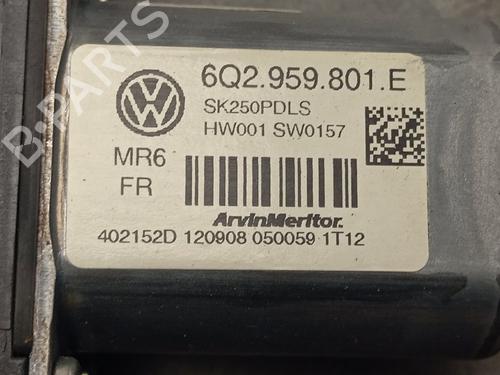 6Q2.959.801.E
SK250PDLS
HW001 SW0157
MR6
FR
ArvinMeritor.
402152D 120908 050059 1T12
B-PARTS